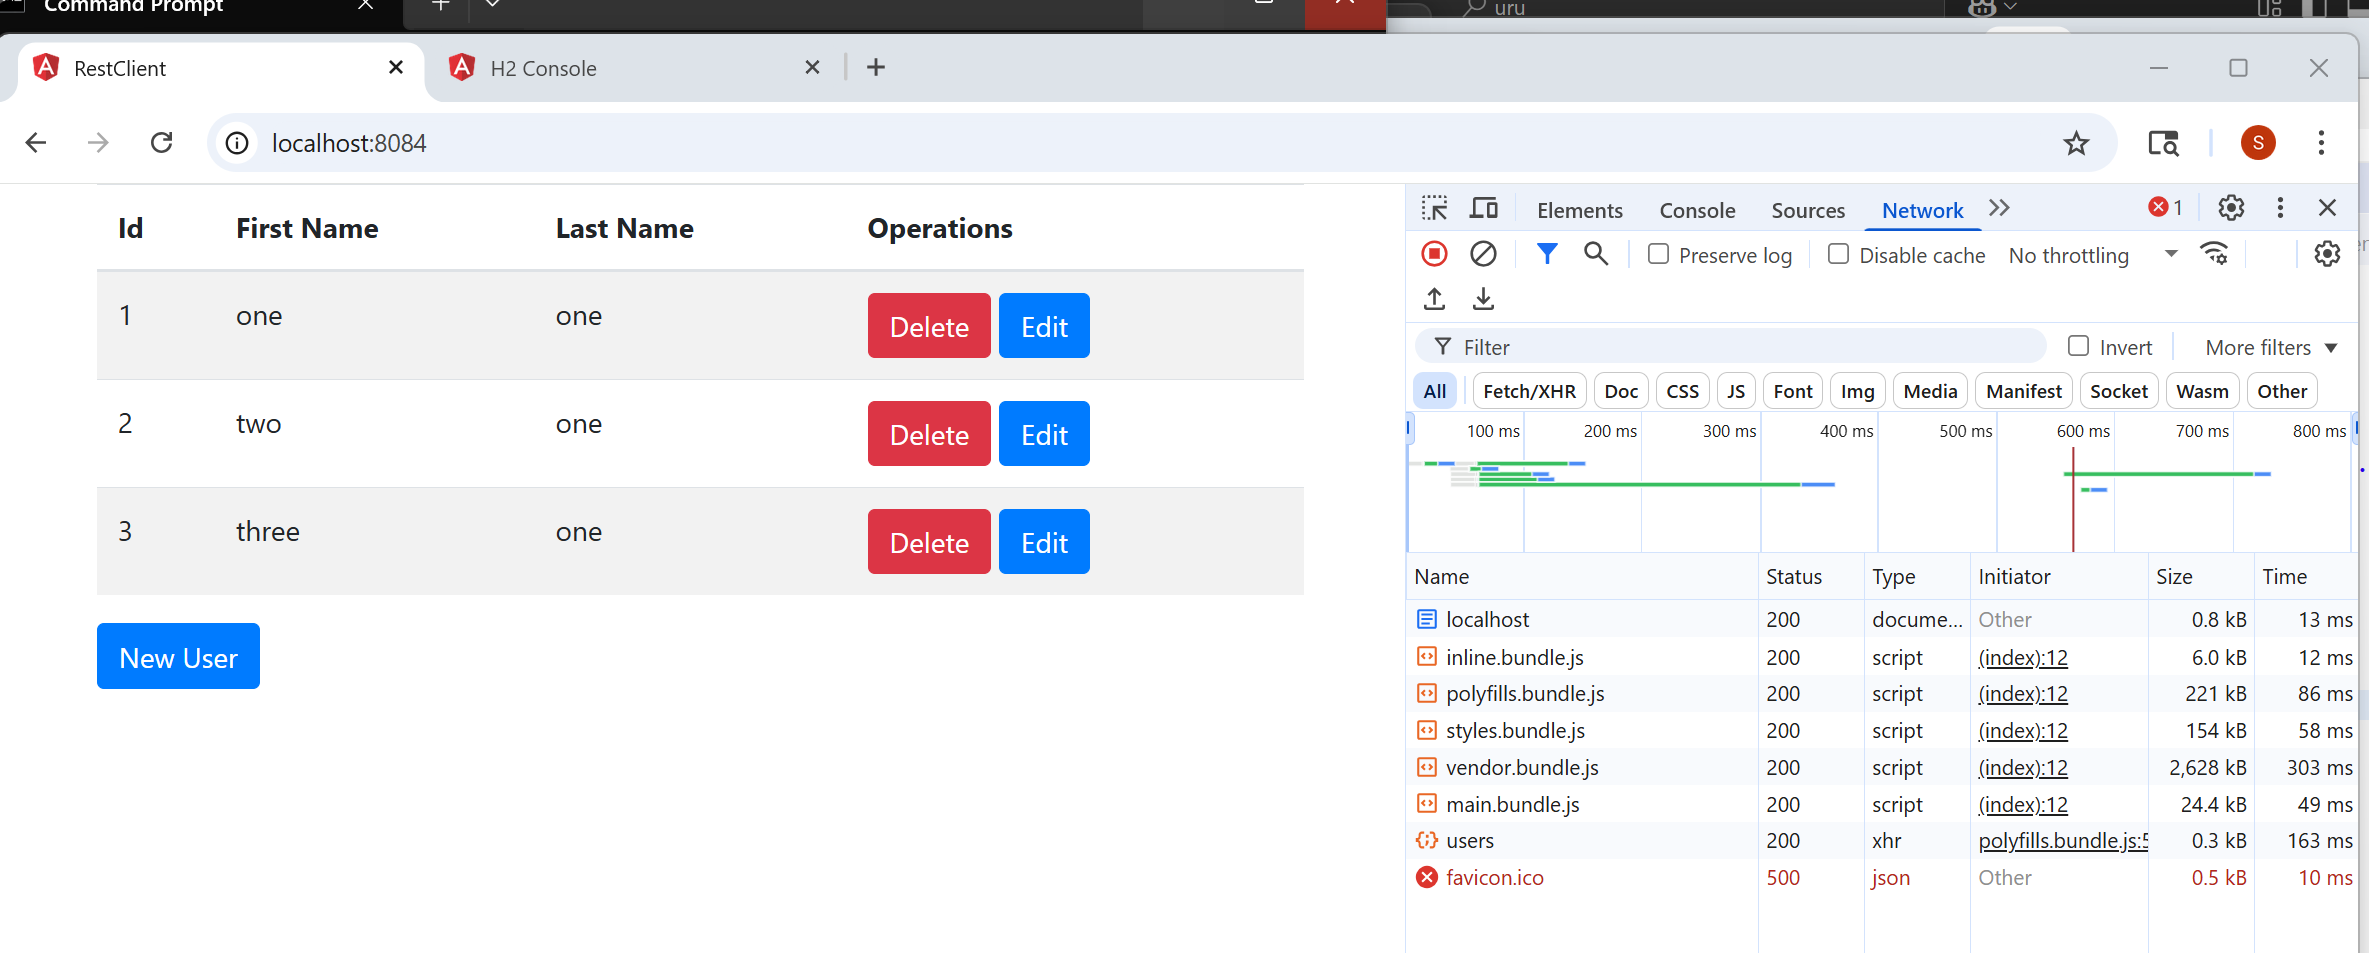 Command Prompt
uru
RestClient
H2 Console
localhost:8084
S
Id First Name Last Name Operations
1 one one Delete Edit
2 two one Delete Edit
3 three one Delete Edit
New User
Elements Console Sources Network 1
Preserve log Disable cache No throttling
Filter Invert More filters
All Fetch/XHR Doc CSS JS Font Img Media Manifest Socket Wasm Other
100 ms 200 ms 300 ms 400 ms 500 ms 600 ms 700 ms 800 ms
Name Status Type Initiator Size Time
localhost 200 docume... Other 0.8 kB 13 ms
inline.bundle.js 200 script (index):12 6.0 kB 12 ms
polyfills.bundle.js 200 script (index):12 221 kB 86 ms
styles.bundle.js 200 script (index):12 154 kB 58 ms
vendor.bundle.js 200 script (index):12 2,628 kB 303 ms
main.bundle.js 200 script (index):12 24.4 kB 49 ms
users 200 xhr polyfills.bundle.js:5 0.3 kB 163 ms
favicon.ico 500 json Other 0.5 kB 10 ms